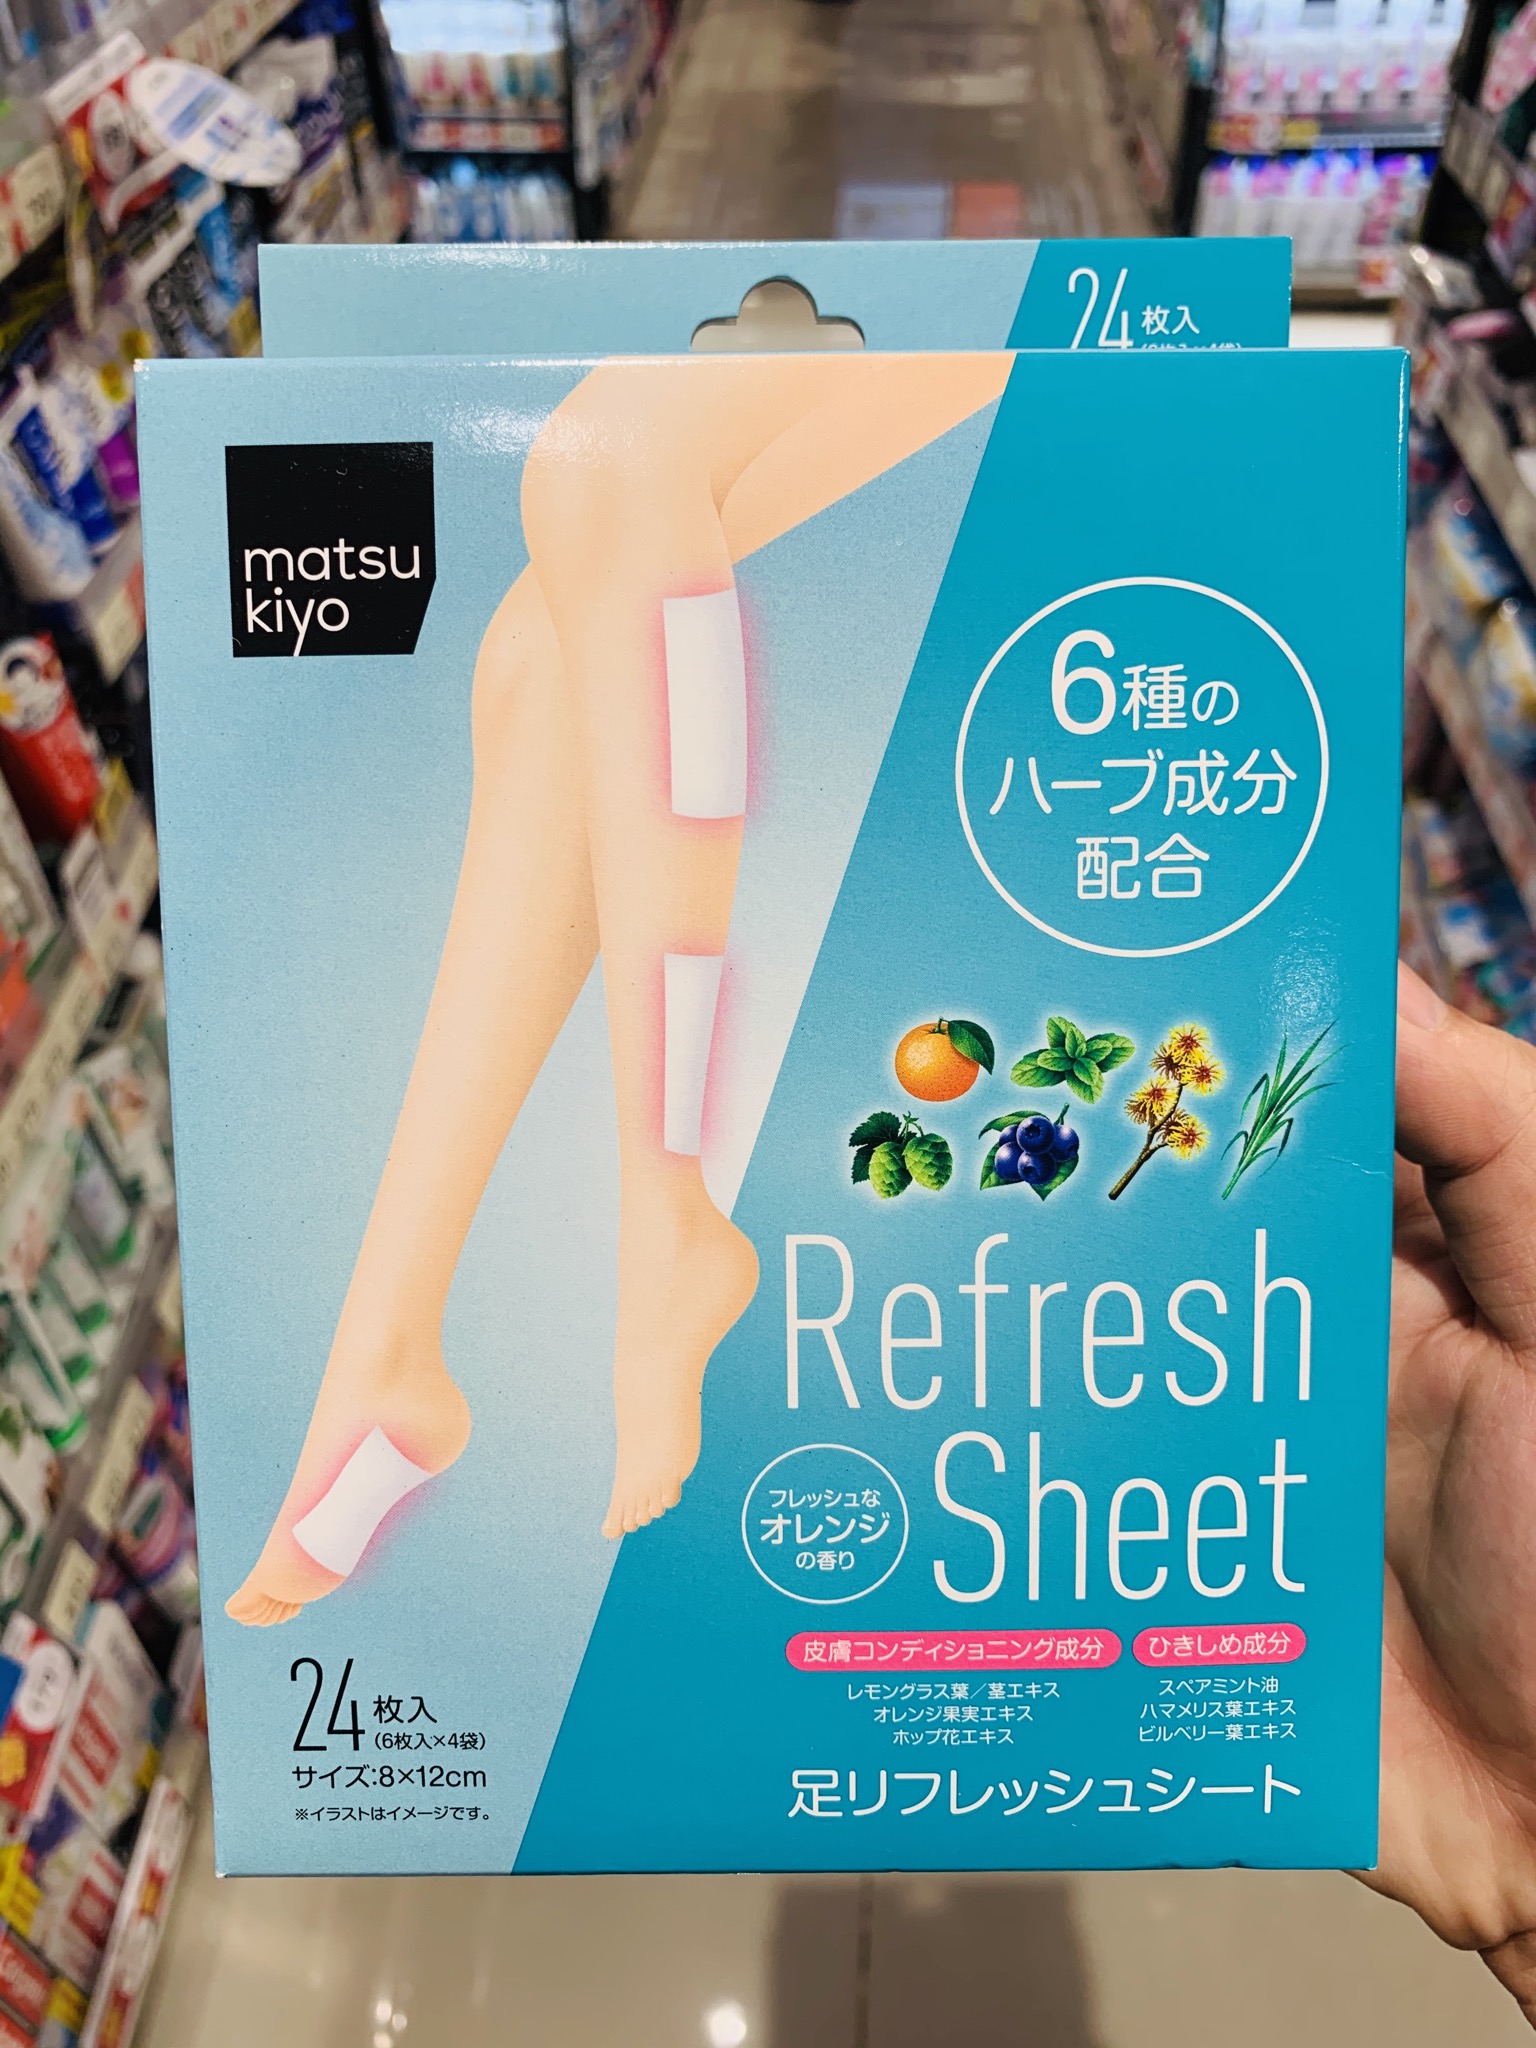 24枚入
matsu
kiyo
6種の
ハーブ成分
配合
Refresh
Sheet
フレッシュな
オレンジ
の香り
皮膚コンディショニング成分
レモングラス葉／茎エキス
オレンジ果実エキス
ホップ花エキス
ひきしめ成分
スペアミント油
ハマメリス葉エキス
ビルベリー葉エキス
足リフレッシュシート
24枚入
(6枚入×4袋)
サイズ:8×12cm
※イラストはイメージです。